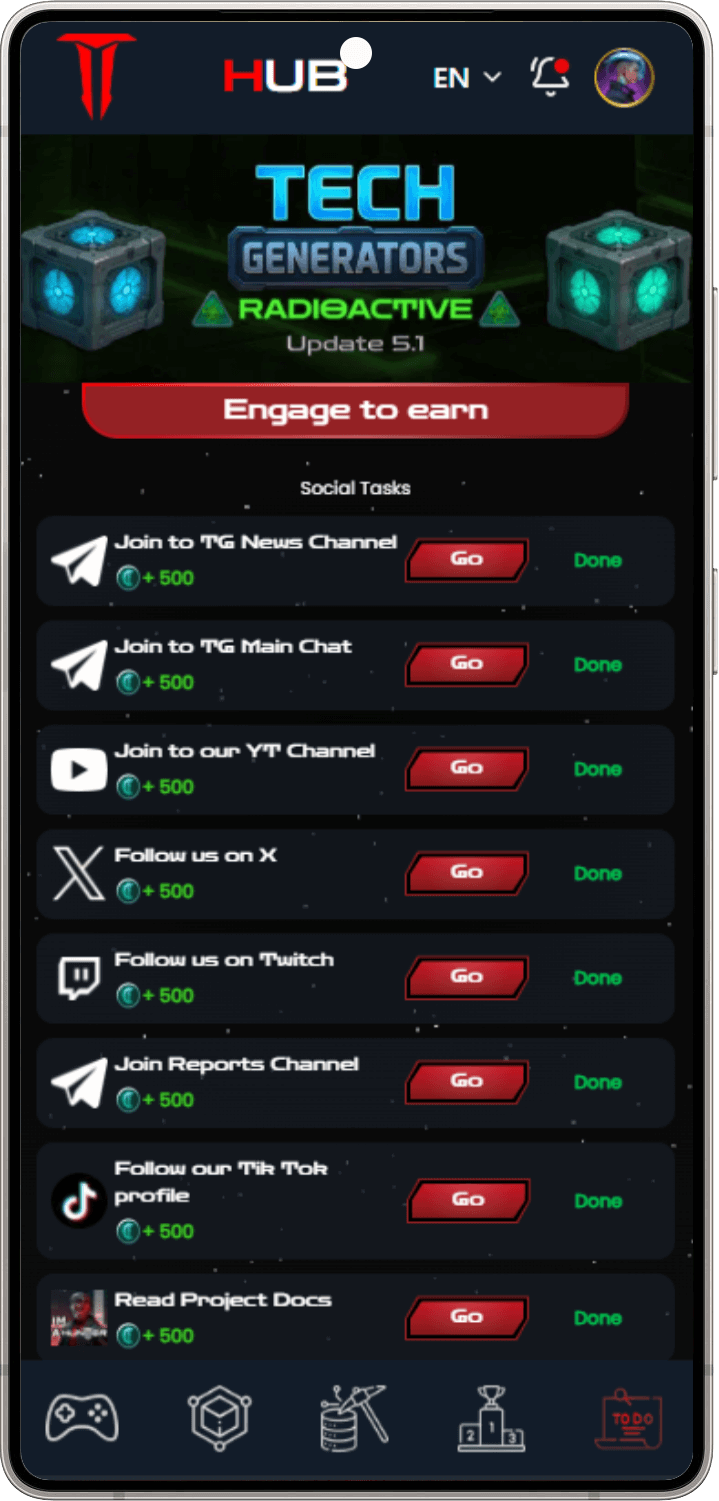 HUB
EN
TECH
GENERATORS
RADIOACTIVE
Update 5.1
Engage to earn
Social Tasks
Join to TG News Channel
+ 500
Go
Done
Join to TG Main Chat
+ 500
Go
Done
Join to our YT Channel
+ 500
Go
Done
Follow us on X
+ 500
Go
Done
Follow us on Twitch
+ 500
Go
Done
Join Reports Channel
+ 500
Go
Done
Follow our Tik Tok
profile
+ 500
Go
Done
Read Project Docs
+ 500
Go
Done
2 1 3
TO DO